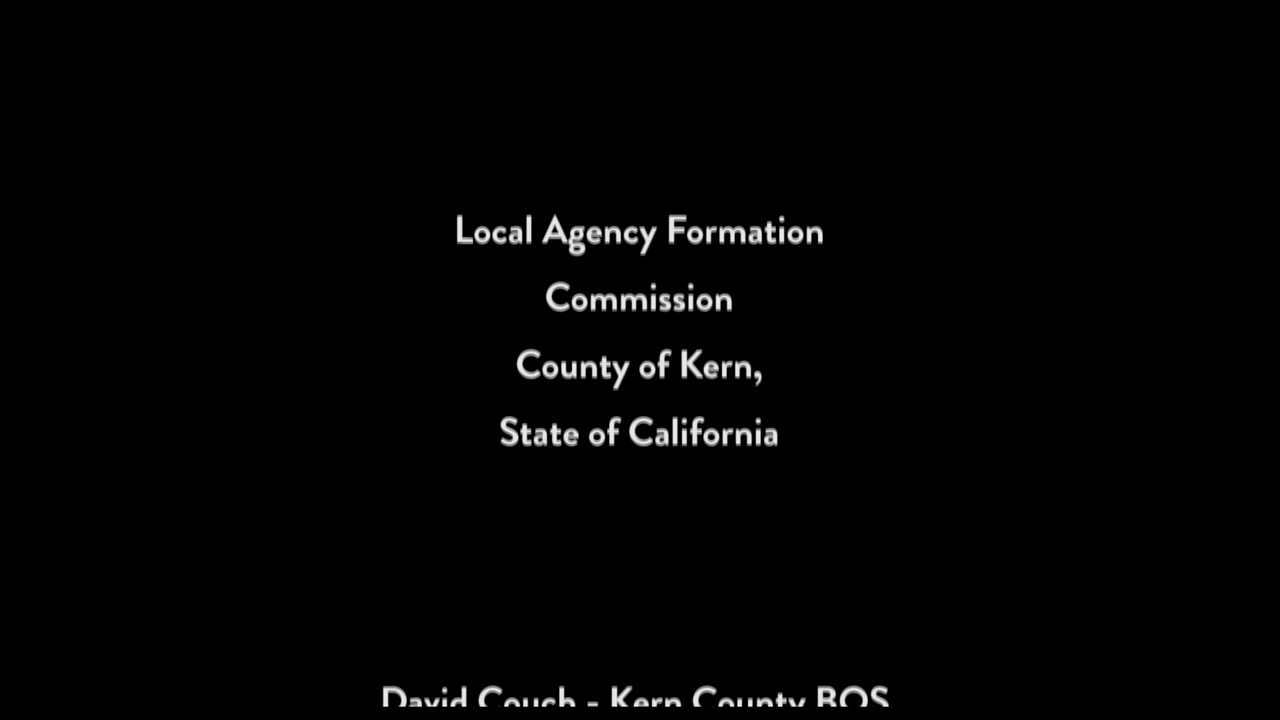 Local Agency Formation
Commission
County of Kern,
State of California
David Couch - Kern County BOS